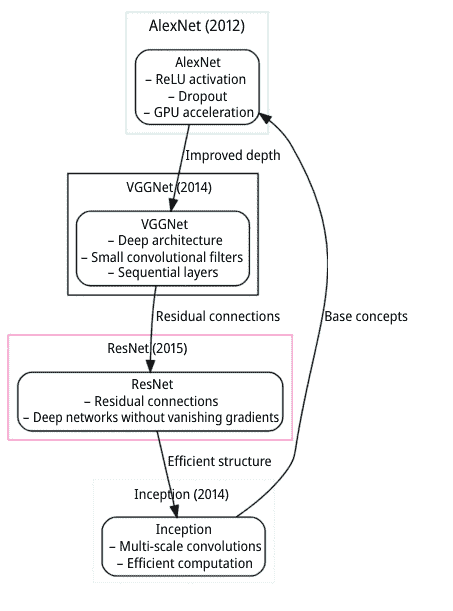 AlexNet (2012)
AlexNet
– ReLU activation
– Dropout
– GPU acceleration
Improved depth
VGGNet (2014)
VGGNet
– Deep architecture
– Small convolutional filters
– Sequential layers
Residual connections
Base concepts
ResNet (2015)
ResNet
– Residual connections
– Deep networks without vanishing gradients
Efficient structure
Inception (2014)
Inception
– Multi-scale convolutions
– Efficient computation